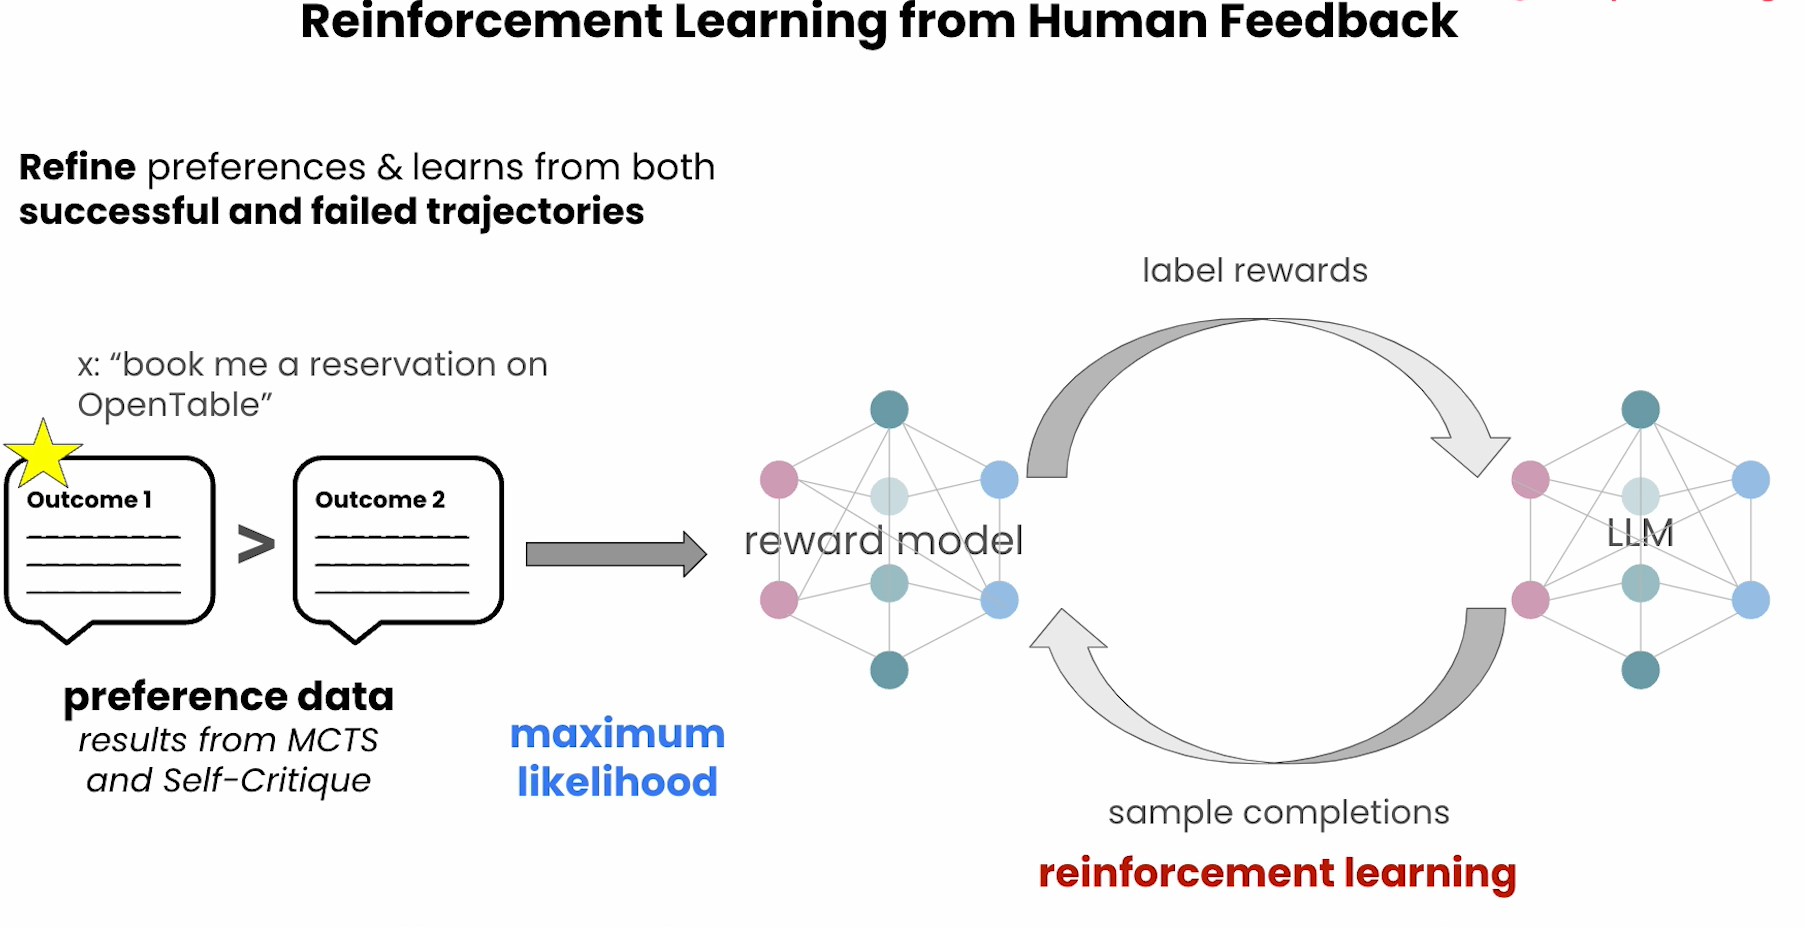 Reinforcement Learning from Human Feedback
Refine preferences & learns from both
successful and failed trajectories
label rewards
x: “book me a reservation on
OpenTable”
Outcome 1
>
Outcome 2
reward model
LLM
preference data
results from MCTS
and Self-Critique
maximum
likelihood
sample completions
reinforcement learning